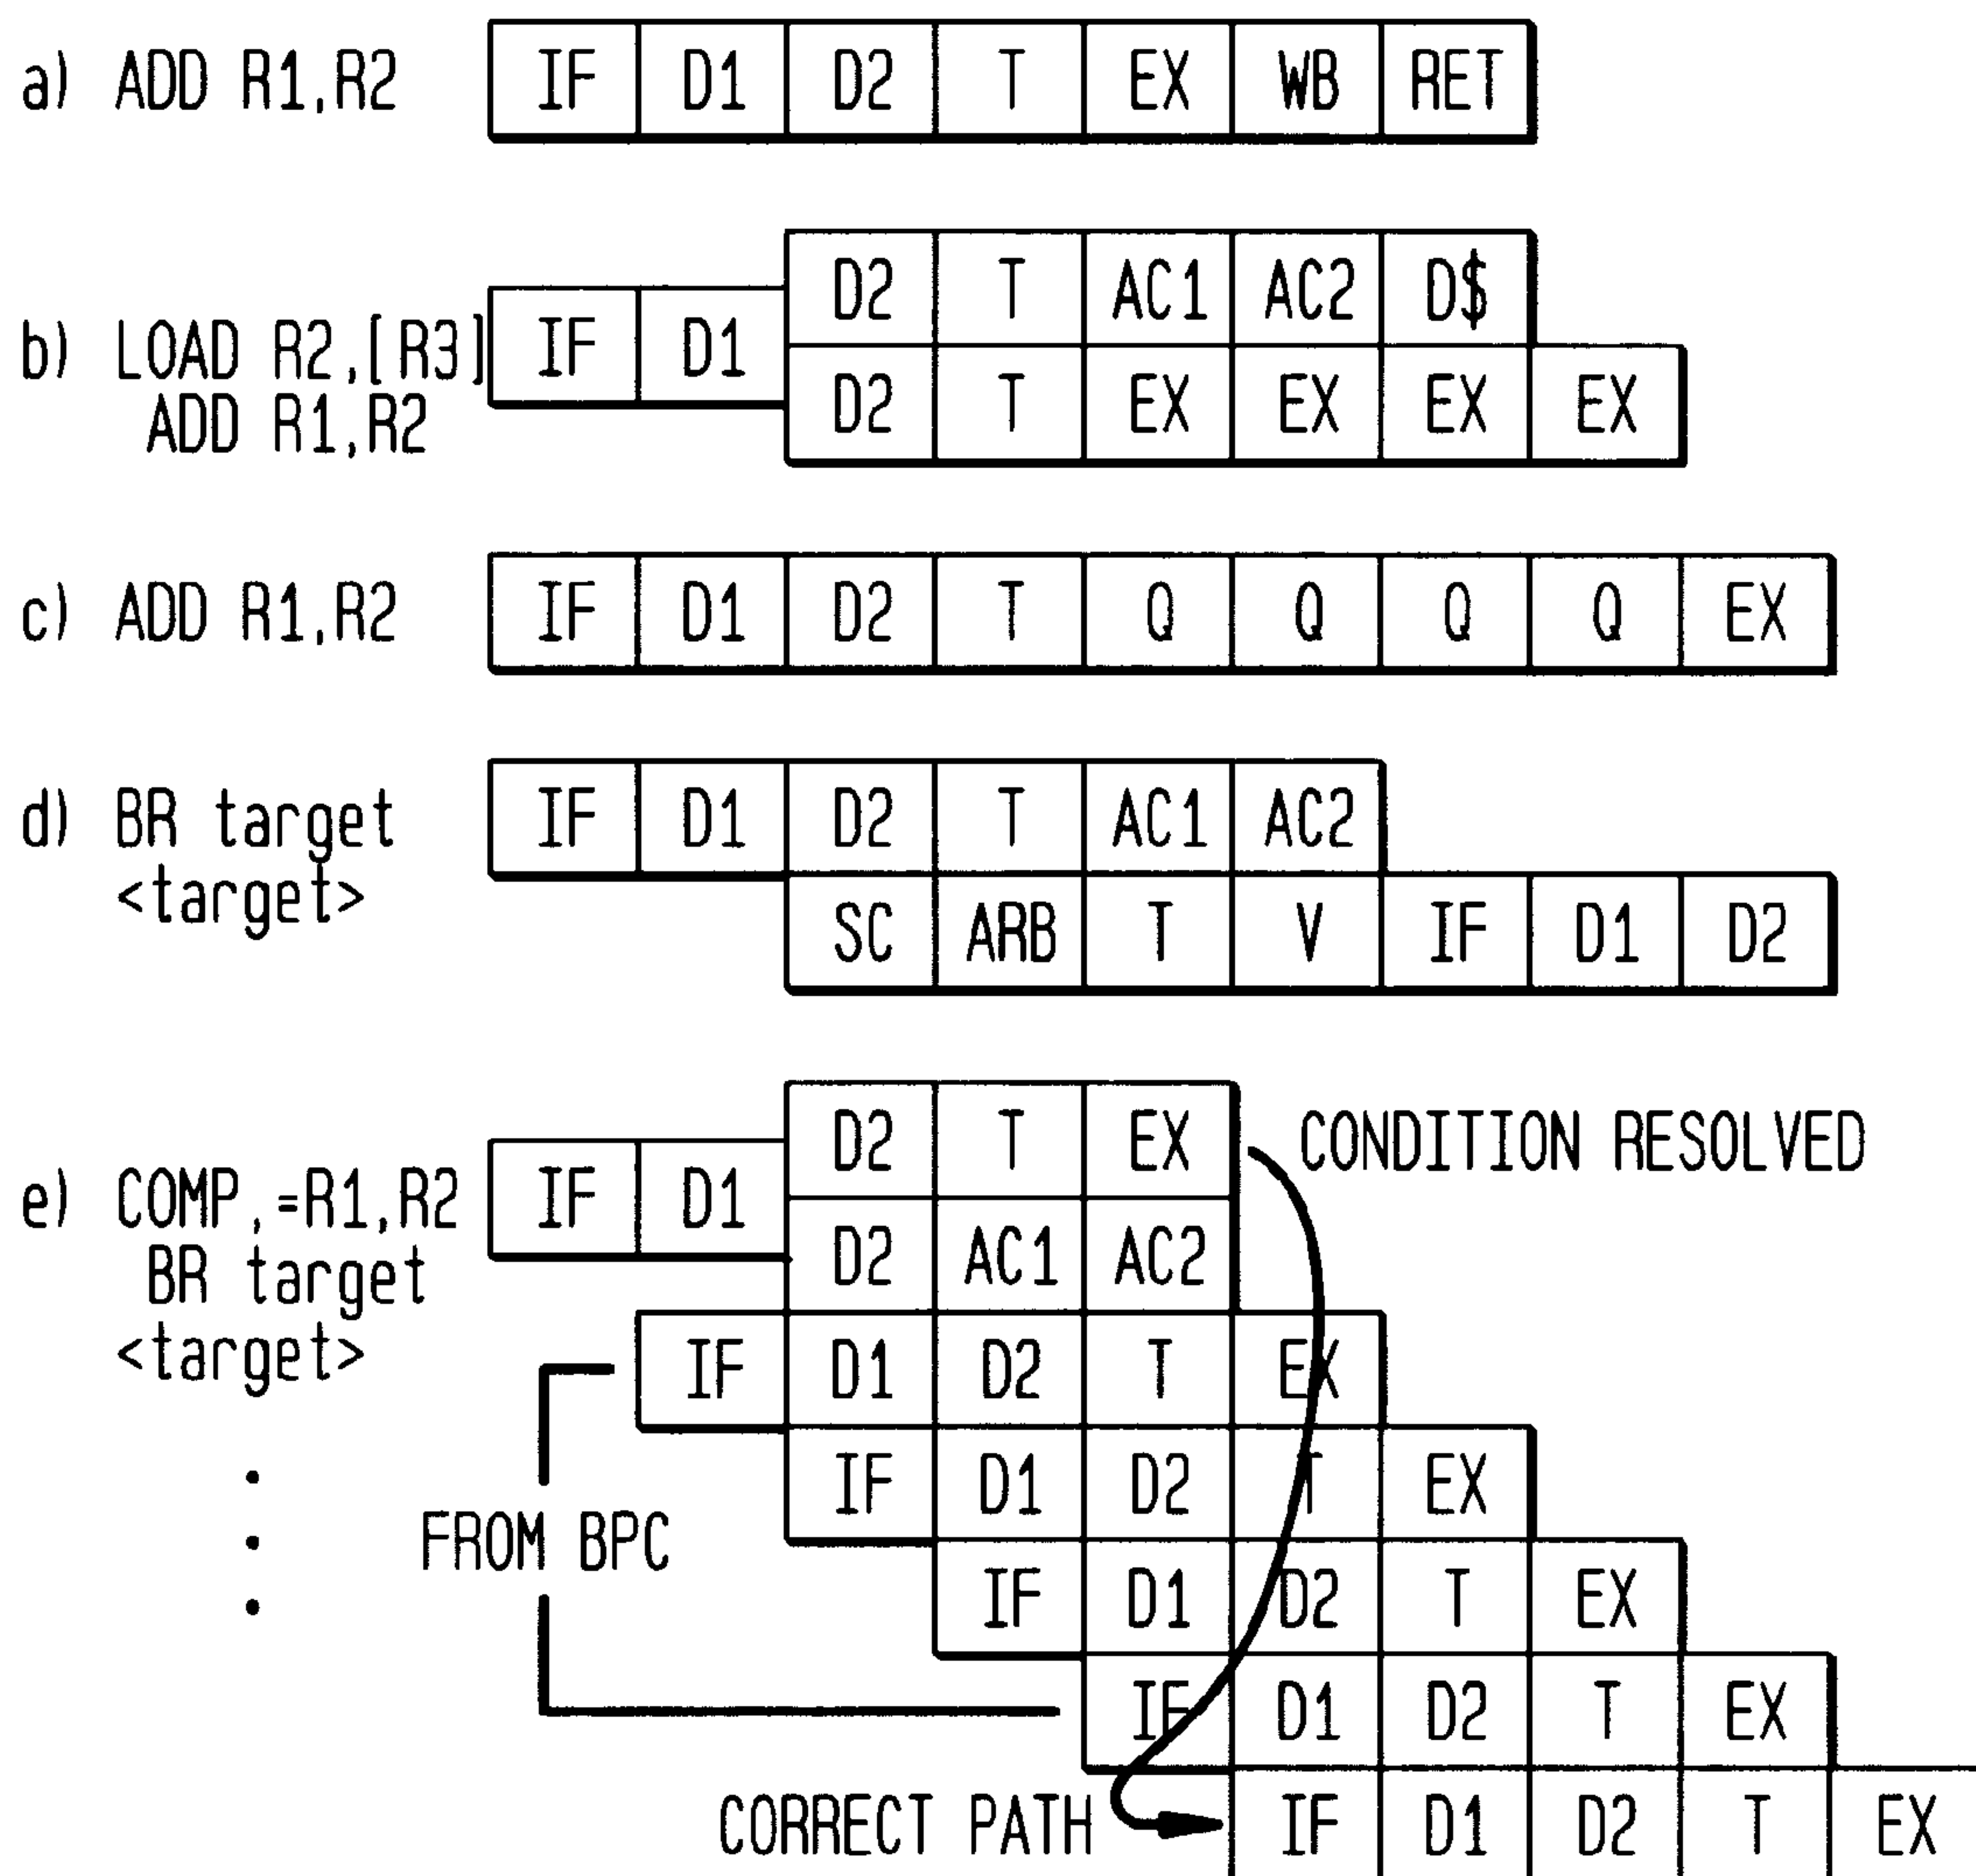 a) ADD R1,R2 IF D1 D2 T EX WB RET
D2 T AC1 AC2 D$
b) LOAD R2,[R3] IF D1
ADD R1,R2 D2 T EX EX EX EX
c) ADD R1,R2 IF D1 D2 T Q Q Q Q EX
d) BR target IF D1 D2 T AC1 AC2
<target> SC ARB T V IF D1 D2
D2 T EX CONDITION RESOLVED
e) COMP,=R1,R2 IF D1
BR target D2 AC1 AC2
<target> IF D1 D2 T EX
IF D1 D2 T EX
FROM BPC
IF D1 D2 T EX
IF D1 D2 T EX
CORRECT PATH IF D1 D2 T EX